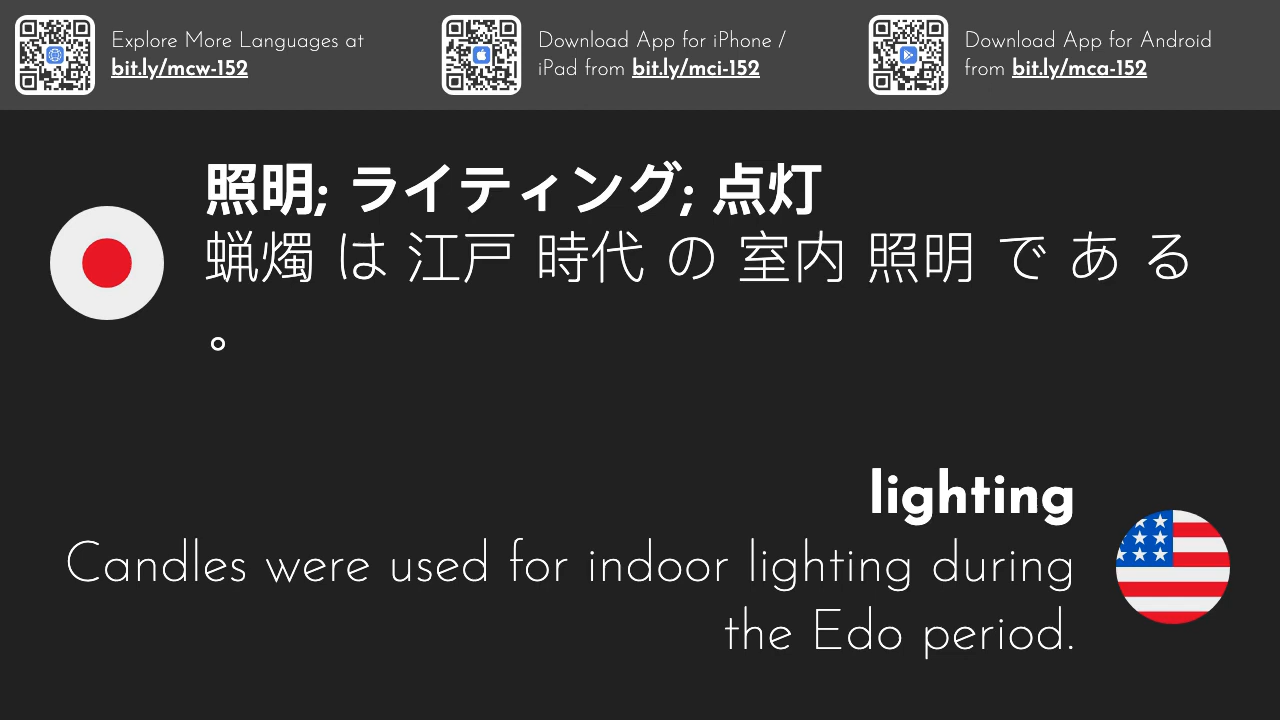 Explore More Languages at
bit.ly/mcw-152
Download App for iPhone /
iPad from bit.ly/mci-152
Download App for Android
from bit.ly/mca-152
照明; ライティング; 点灯
蝋燭 は 江戸 時代 の 室内 照明 で あ る
。
lighting
Candles were used for indoor lighting during
the Edo period.